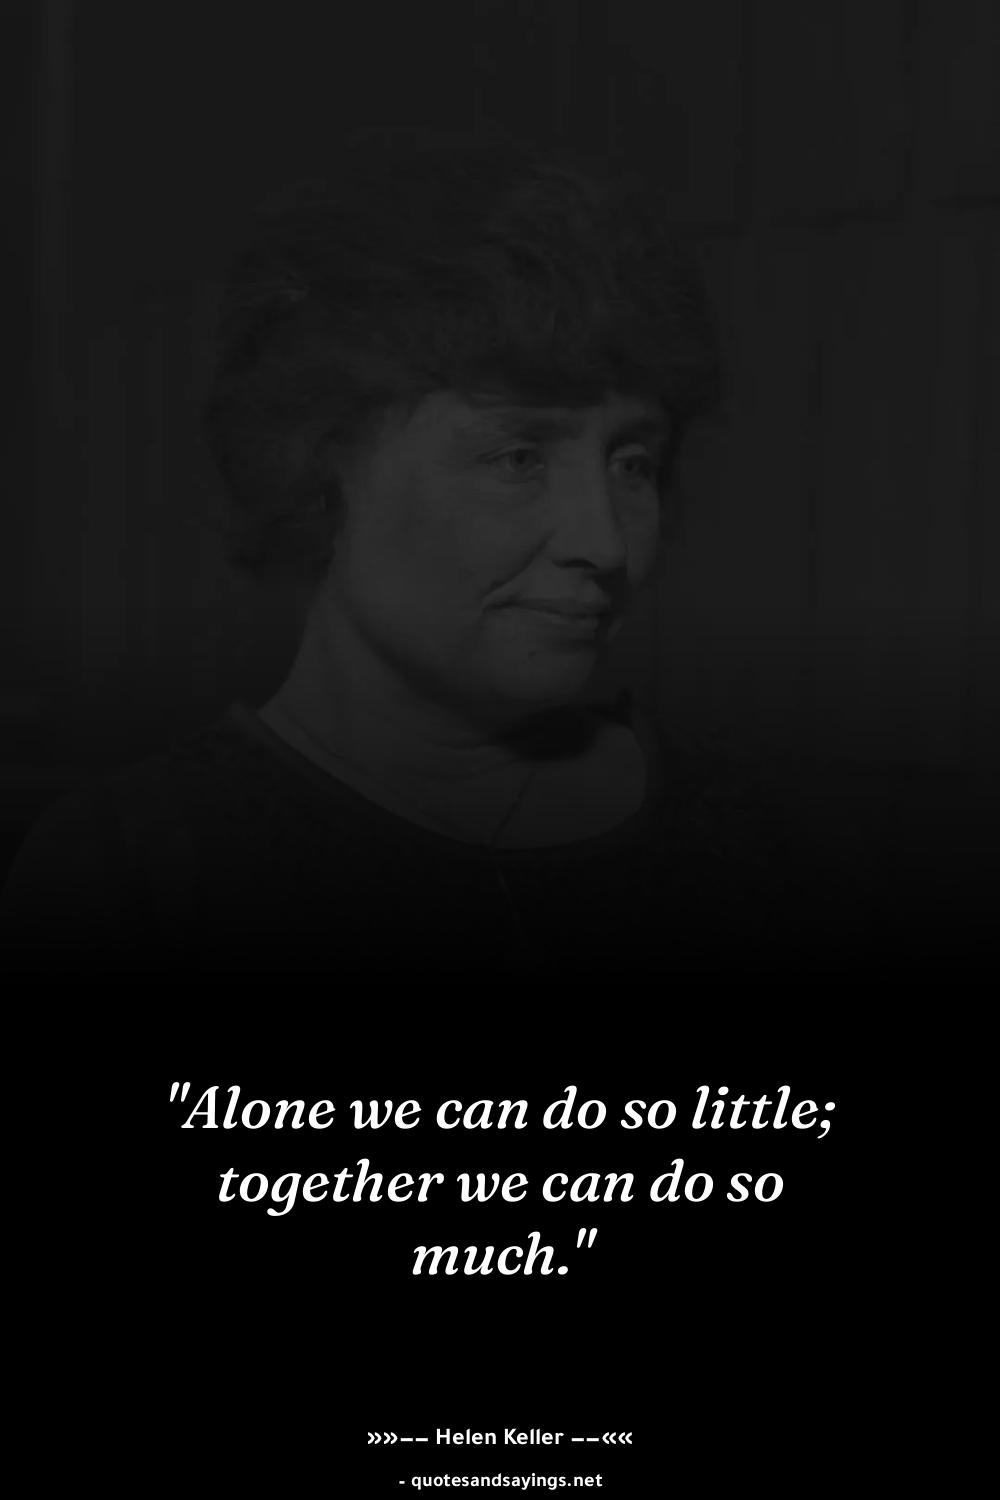 "Alone we can do so little;
together we can do so
much."
»»−− Helen Keller −−««
- quotesandsayings.net